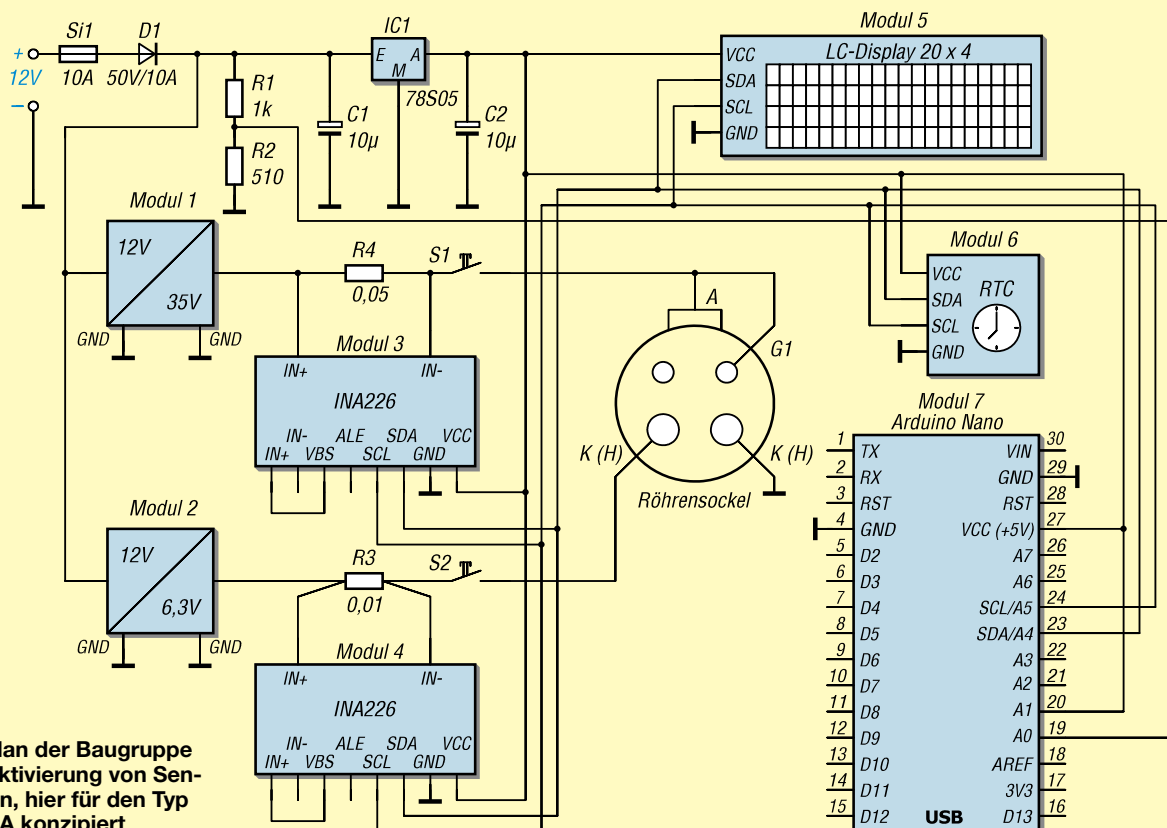 Si1
D1
+
12V
–
10A
50V/10A
R1
1k
R2
510
IC1
E
A
M
78S05
C1
10µ
C2
10µ
Modul 5
LC-Display 20 x 4
VCC
SDA
SCL
GND
Modul 1
12V
35V
GND
GND
R4
0,05
S1
Modul 3
IN+
IN-
INA226
IN-
ALE
SDA
VCC
IN+
VBS
SCL
GND
A
G1
K (H)
K (H)
Röhrensockel
Modul 6
RTC
VCC
SDA
SCL
GND
Modul 2
12V
6,3V
GND
GND
R3
0,01
S2
Modul 4
IN+
IN-
INA226
IN-
ALE
SDA
VCC
IN+
VBS
SCL
GND
Modul 7
Arduino Nano
1 TX VIN 30
2 RX GND 29
3 RST RST 28
4 GND VCC (+5V) 27
5 D2 A7 26
6 D3 A6 25
7 D4 SCL/A5 24
8 D5 SDA/A4 23
9 D6 A3 22
10 D7 A2 21
11 D8 A1 20
12 D9 A0 19
13 D10 AREF 18
14 D11 3V3 17
15 D12 USB D13 16
lan der Baugruppe
ktivierung von Sen-
n, hier für den Typ
A konzipiert